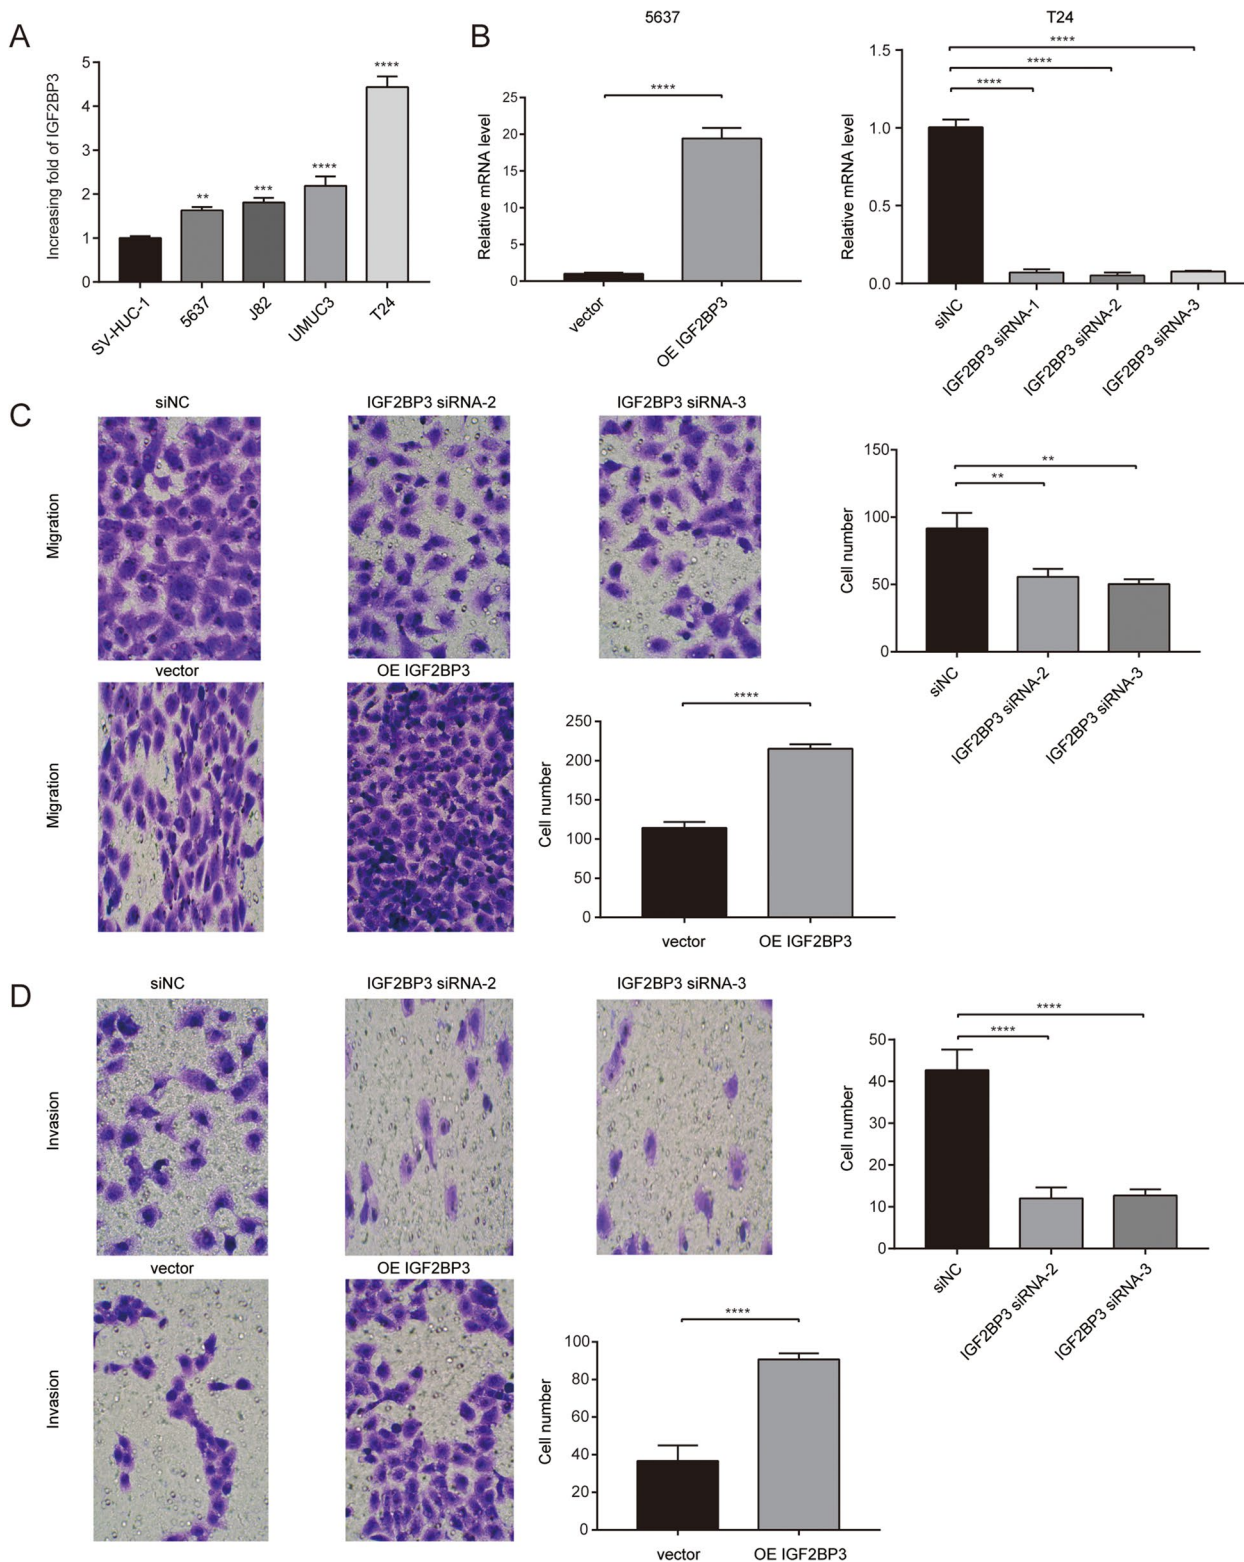 A
Increasing fold of IGF2BP3
5
4
3
2
1
0
**
***
****
****
SV-HUC-1
5637
J82
UMUC3
T24
B
5637
Relative mRNA level
25
20
15
10
5
0
****
vector
OE IGF2BP3
T24
Relative mRNA level
1.5
1.0
0.5
0.0
****
****
****
siNC
IGF2BP3 siRNA-1
IGF2BP3 siRNA-2
IGF2BP3 siRNA-3
C
siNC
IGF2BP3 siRNA-2
IGF2BP3 siRNA-3
Migration
Cell number
150
100
50
0
**
**
siNC
IGF2BP3 siRNA-2
IGF2BP3 siRNA-3
vector
OE IGF2BP3
Migration
Cell number
250
200
150
100
50
0
****
vector
OE IGF2BP3
D
siNC
IGF2BP3 siRNA-2
IGF2BP3 siRNA-3
Invasion
Cell number
50
40
30
20
10
0
****
****
siNC
IGF2BP3 siRNA-2
IGF2BP3 siRNA-3
vector
OE IGF2BP3
Invasion
Cell number
100
80
60
40
20
0
****
vector
OE IGF2BP3